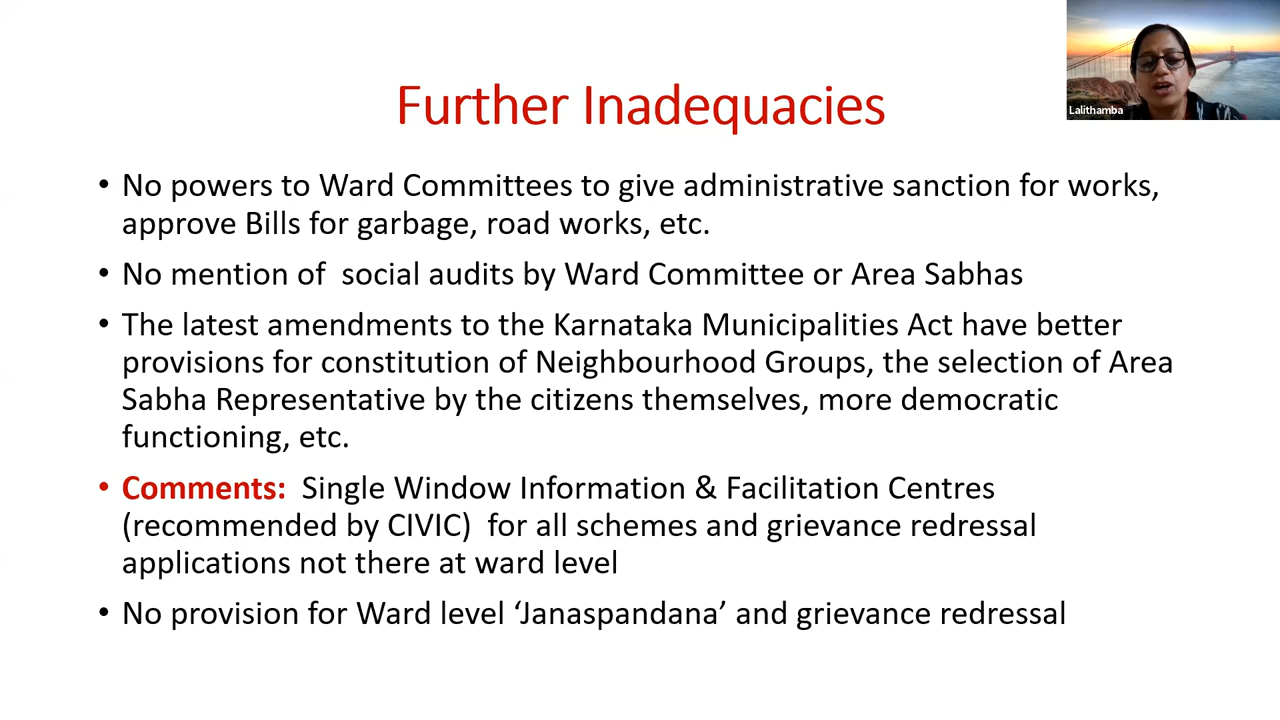 Further Inadequacies
Lalithamba
• No powers to Ward Committees to give administrative sanction for works,
approve Bills for garbage, road works, etc.
• No mention of  social audits by Ward Committee or Area Sabhas
• The latest amendments to the Karnataka Municipalities Act have better
provisions for constitution of Neighbourhood Groups, the selection of Area
Sabha Representative by the citizens themselves, more democratic
functioning, etc.
• Comments:  Single Window Information & Facilitation Centres
(recommended by CIVIC)  for all schemes and grievance redressal
applications not there at ward level
• No provision for Ward level ‘Janaspandana’ and grievance redressal